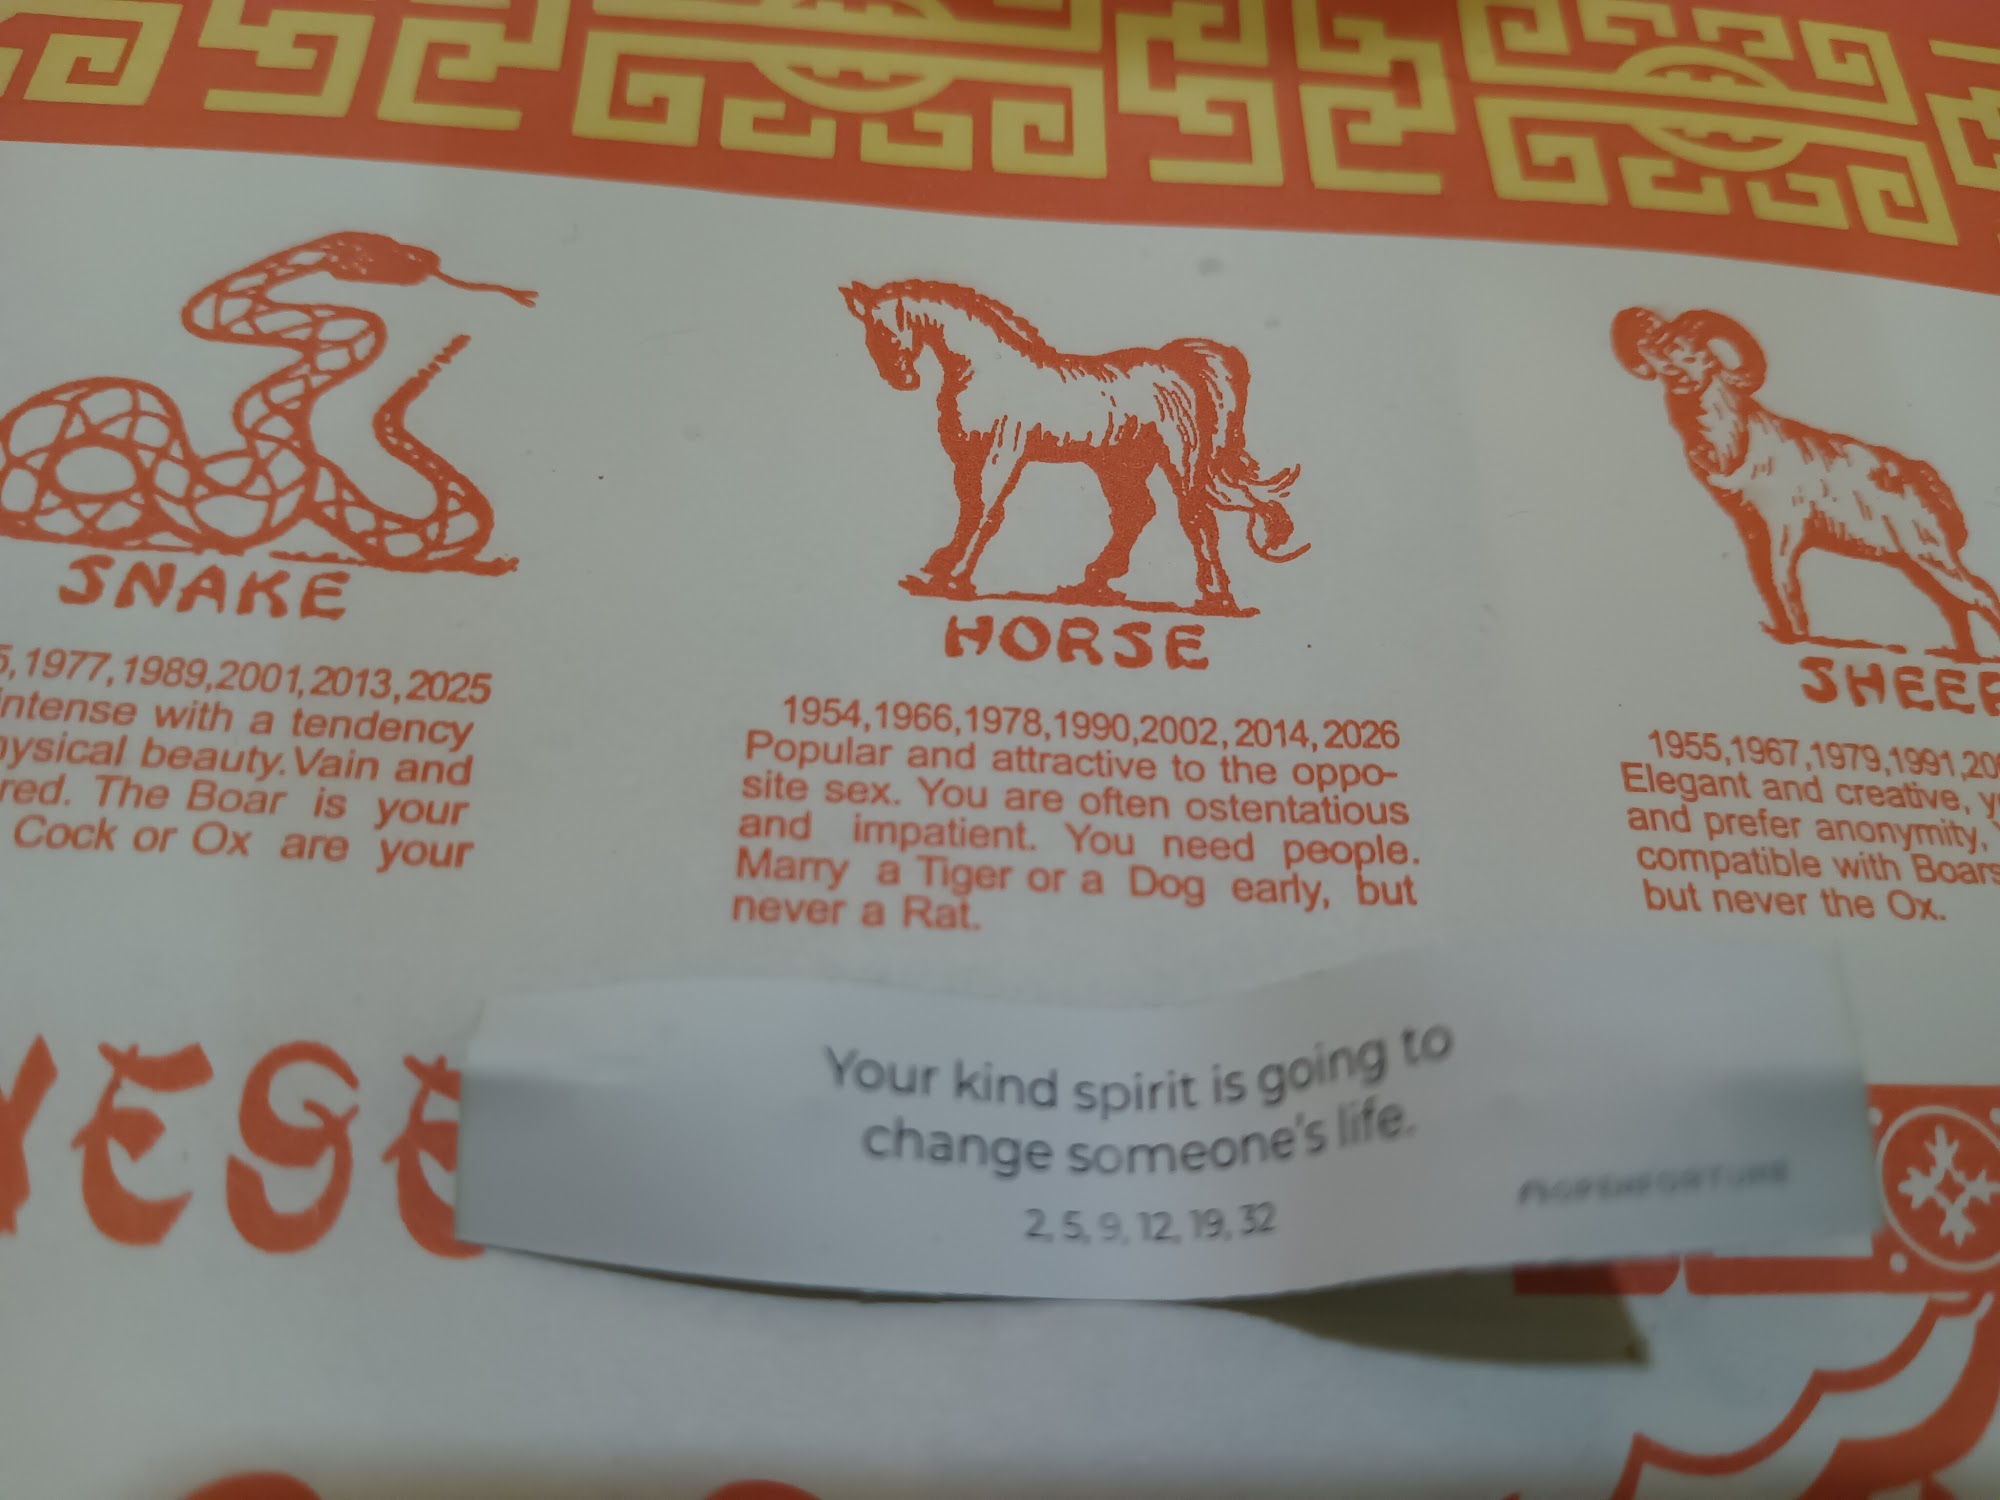 SNAKE
,1977,1989,2001,2013,2025
intense with a tendency
beauty. Vain and
The Boar is your
Cock or Ox are your
HORSE
1954,1966,1978,1990,2002, 2014, 2026
Popular and attractive to the oppo-
site sex. You are often ostentatious
and impatient. You need people.
Marry a Tiger or a Dog early, but
never a Rat.
SHEEP
1955,1967,1979,1991,
Elegant and creative,
and prefer anonymity.
compatible with Boars
but never the Ox.
Your kind spirit is going to
change someone's life.
2, 5, 9, 12, 19, 32
#IOPENFORTUNE